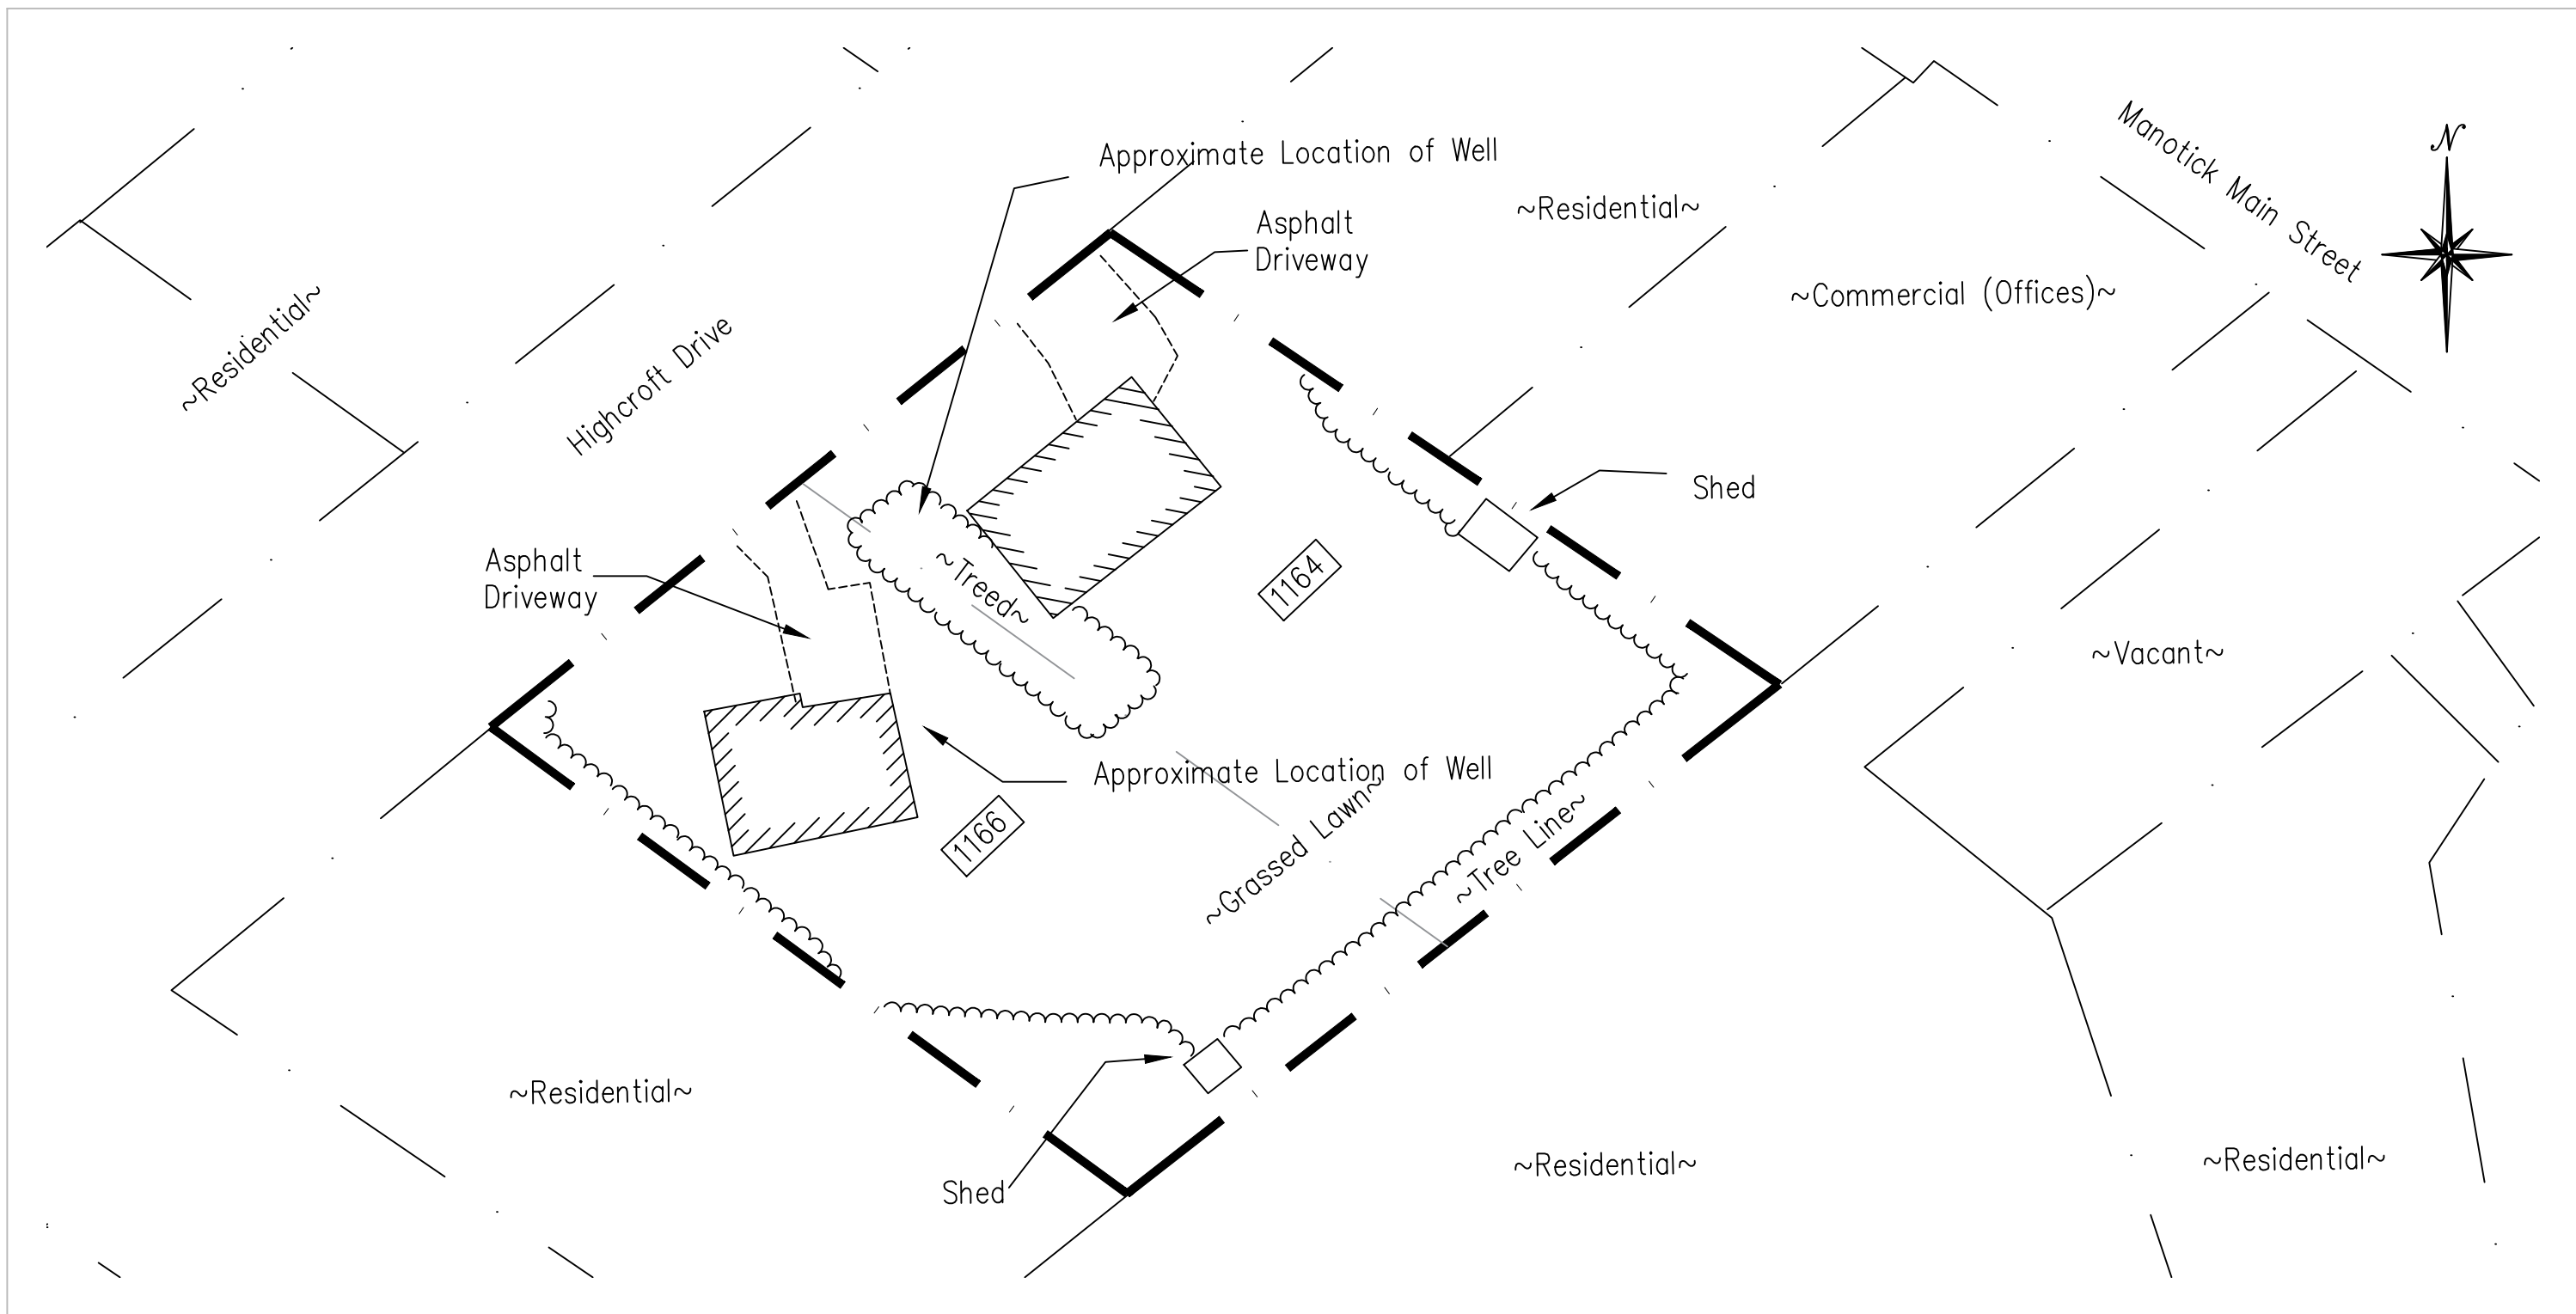 Manotick Main Street
N
Approximate Location of Well
~Residential~
Asphalt
Driveway
~Commercial (Offices)~
~Residential~
Highcroft Drive
Shed
Asphalt
Driveway
~Treed~
1164
~Vacant~
Approximate Location of Well
1166
~Grassed Lawn~
~Tree Line~
~Residential~
~Residential~
~Residential~
Shed